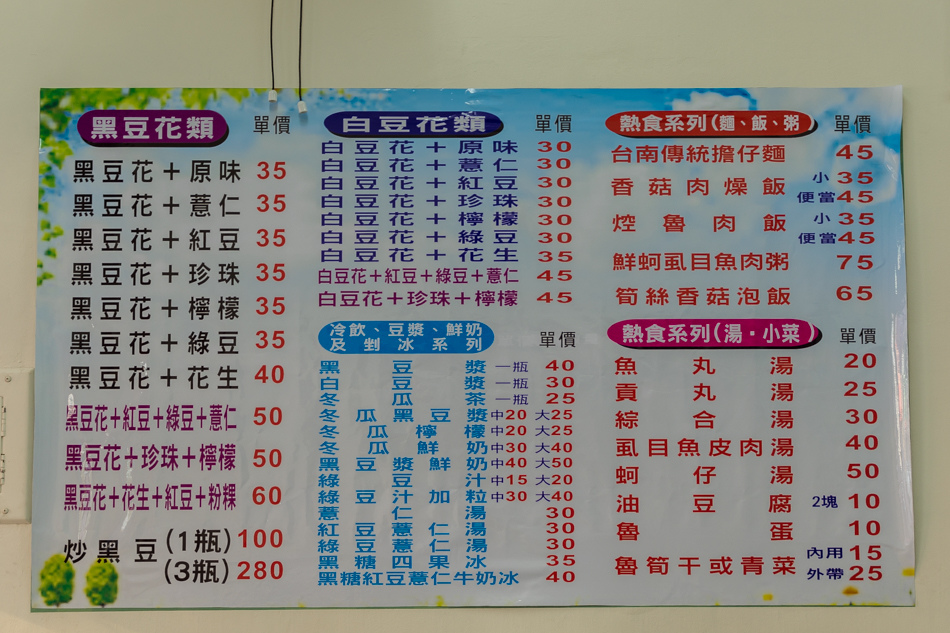 黑豆花類 單價
黑豆花+原味 35
黑豆花+薏仁 35
黑豆花+紅豆 35
黑豆花+珍珠 35
黑豆花+檸檬 35
黑豆花+綠豆 35
黑豆花+花生 40
黑豆花+紅豆+綠豆+薏仁 50
黑豆花+珍珠+檸檬 50
黑豆花+花生+紅豆+粉粿 60
炒黑豆(1瓶)100
(3瓶)280
白豆花類 單價
白豆花+原味 30
白豆花+薏仁 30
白豆花+紅豆 30
白豆花+珍珠 30
白豆花+檸檬 30
白豆花+綠豆 30
白豆花+花生 35
白豆花+紅豆+綠豆+薏仁 45
白豆花+珍珠+檸檬 45
冷飲、豆漿、鮮奶
及剉冰系列 單價
黑豆漿 一瓶 40
白豆漿 一瓶 30
冬瓜茶 一瓶 25
冬瓜黑豆漿 中20 大25
冬瓜檸檬 中20 大25
冬瓜鮮奶 中30 大40
黑豆漿鮮奶 中40 大50
綠豆汁 中15 大20
綠豆汁加粒 中30 大40
薏仁湯 30
紅豆薏仁湯 30
綠豆薏仁湯 30
黑糖四果冰 35
黑糖紅豆薏仁牛奶冰 40
熱食系列(麵、飯、粥 單價
台南傳統擔仔麵 45
香菇肉燥飯 小35
便當45
焢魯肉飯 小35
便當45
鮮蚵虱目魚肉粥 75
筍絲香菇泡飯 65
熱食系列(湯·小菜) 單價
魚丸湯 20
貢丸湯 25
綜合湯 30
虱目魚皮肉湯 40
蚵仔湯 50
油豆腐 2塊 10
魯蛋 10
魯筍干或青菜 內用15
外帶25